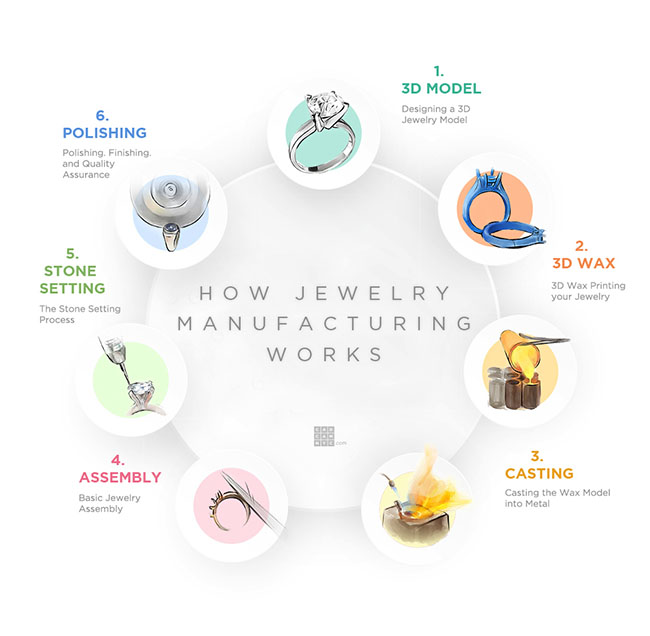 HOW JEWELRY
MANUFACTURING
WORKS
.com
1.
3D MODEL
Designing a 3D
Jewelry Model
2.
3D WAX
3D Wax Printing
your Jewelry
3.
CASTING
Casting the Wax Model
into Metal
4.
ASSEMBLY
Basic Jewelry
Assembly
5.
STONE
SETTING
The Stone Setting
Process
6.
POLISHING
Polishing. Finishing.
and Quality
Assurance